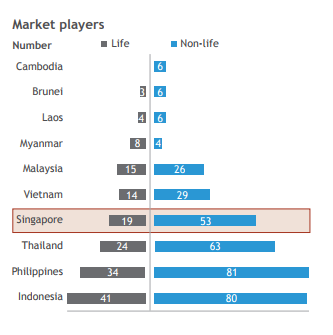 Market players
Number Life Non-life
Cambodia 6
Brunei 3 6
Laos 4 6
Myanmar 8 4
Malaysia 15 26
Vietnam 14 29
Singapore 19 53
Thailand 24 63
Philippines 34 81
Indonesia 41 80